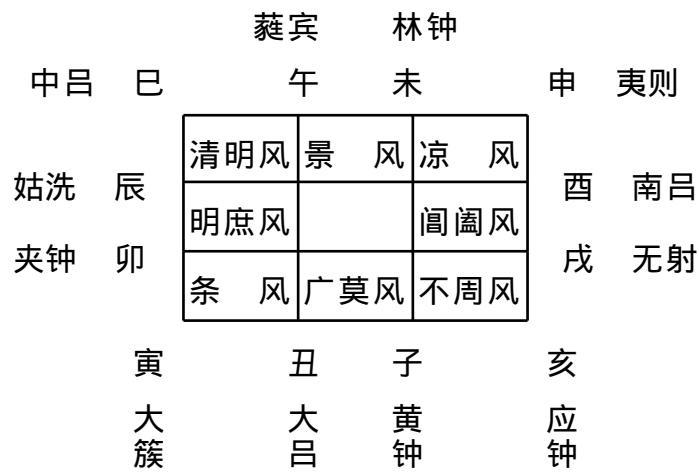 蕤宾 林钟
中吕 巳 午 未 申 夷则
清明风 景 风 凉 风
姑洗 辰 酉 南吕
明庶风 阊阖风
夹钟 卯 戌 无射
条 风 广莫风 不周风
寅 丑 子 亥
大簇 大吕 黄钟 应钟